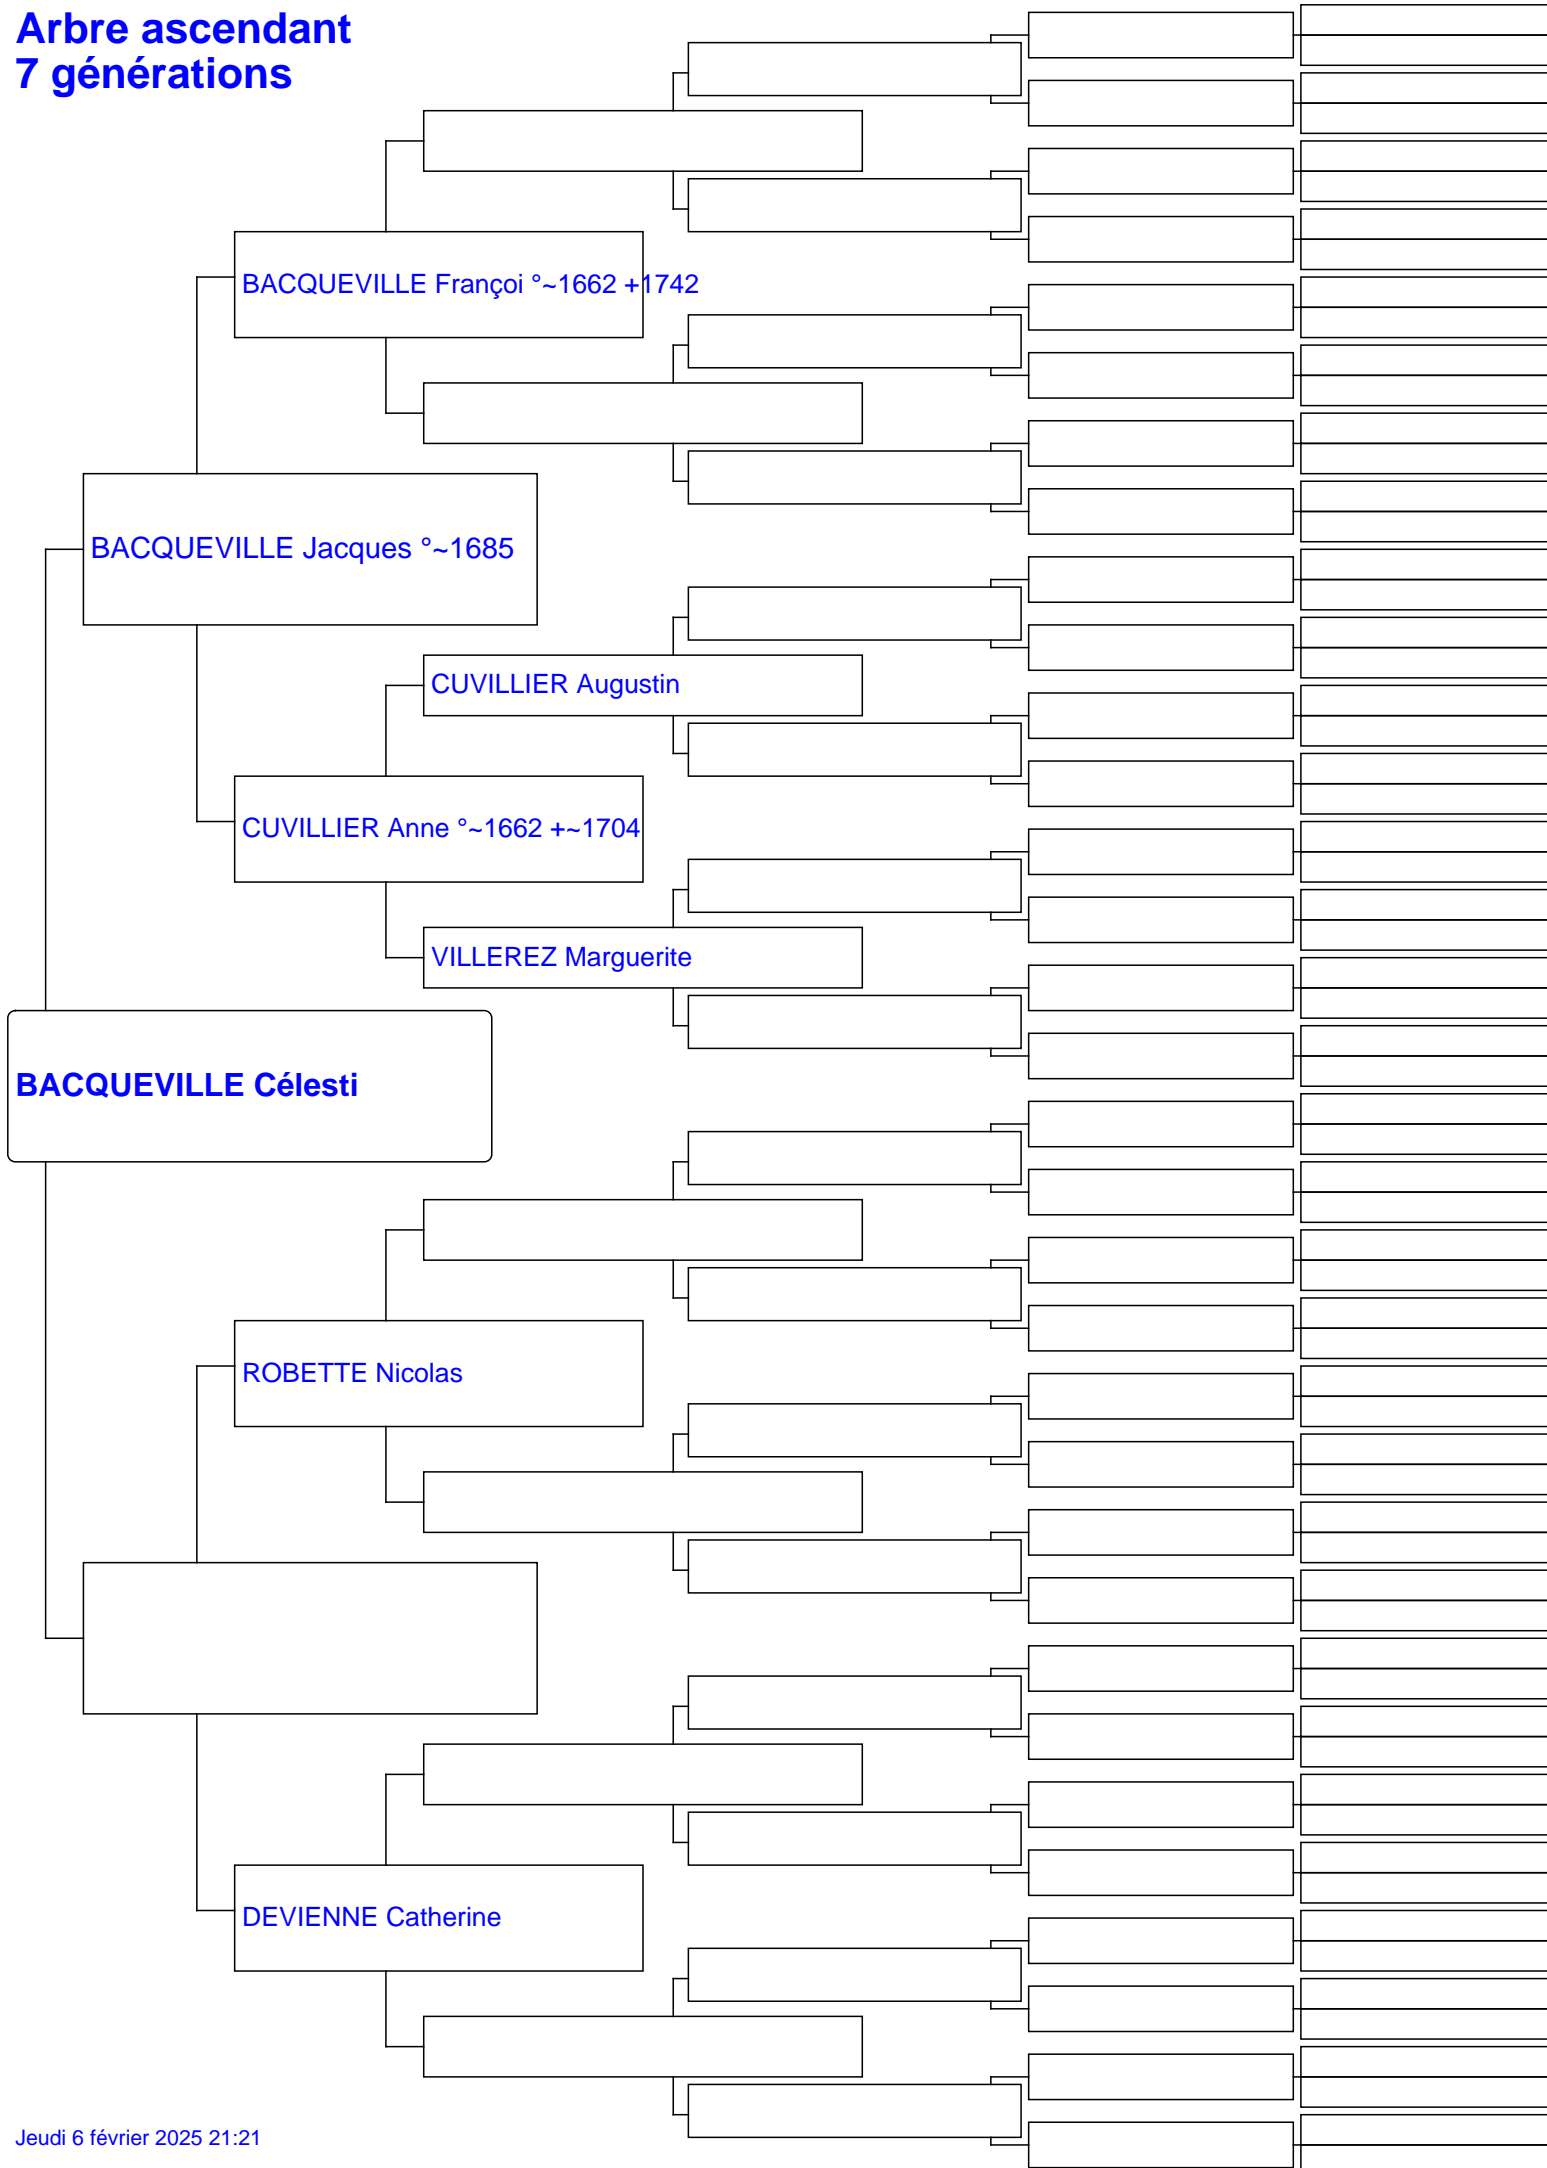 Arbre ascendant
7 générations
BACQUEVILLE Françoi °~1662 +1742
BACQUEVILLE Jacques °~1685
CUVILLIER Augustin
CUVILLIER Anne °~1662 +~1704
VILLEREZ Marguerite
BACQUEVILLE Célesti
ROBETTE Nicolas
DEVIENNE Catherine
Jeudi 6 février 2025 21:21